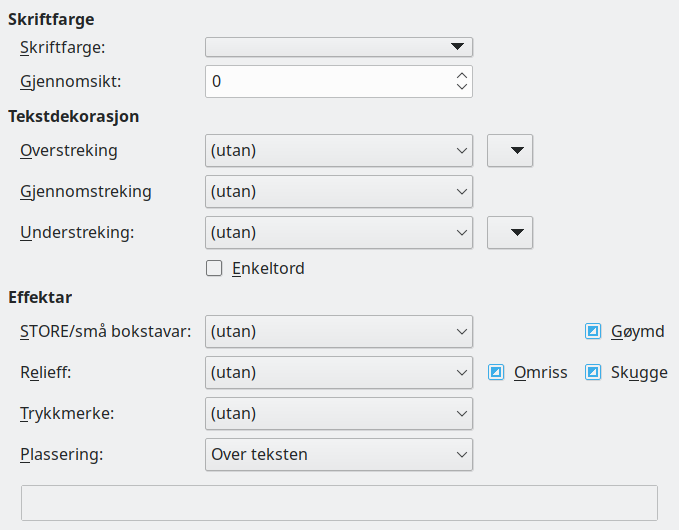 Skriftfarge
Skriftfarge:
Gjennomsikt: 0
Tekstdekorasjon
Overstreking (utan)
Gjennomstreking (utan)
Understreking: (utan)
Enkeltord
Effektar
STORE/små bokstavar: (utan) Gøymd
Relieff: (utan) Omriss Skugge
Trykkmerke: (utan)
Plassering: Over teksten